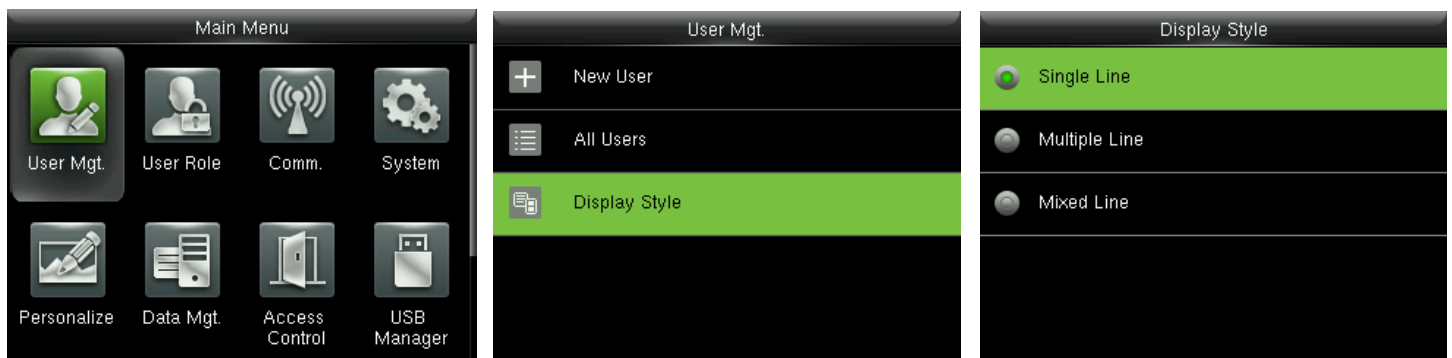 Main Menu
User Mgt.
User Role
Comm.
System
Personalize
Data Mgt.
Access
Control
USB
Manager
User Mgt.
New User
All Users
Display Style
Display Style
Single Line
Multiple Line
Mixed Line